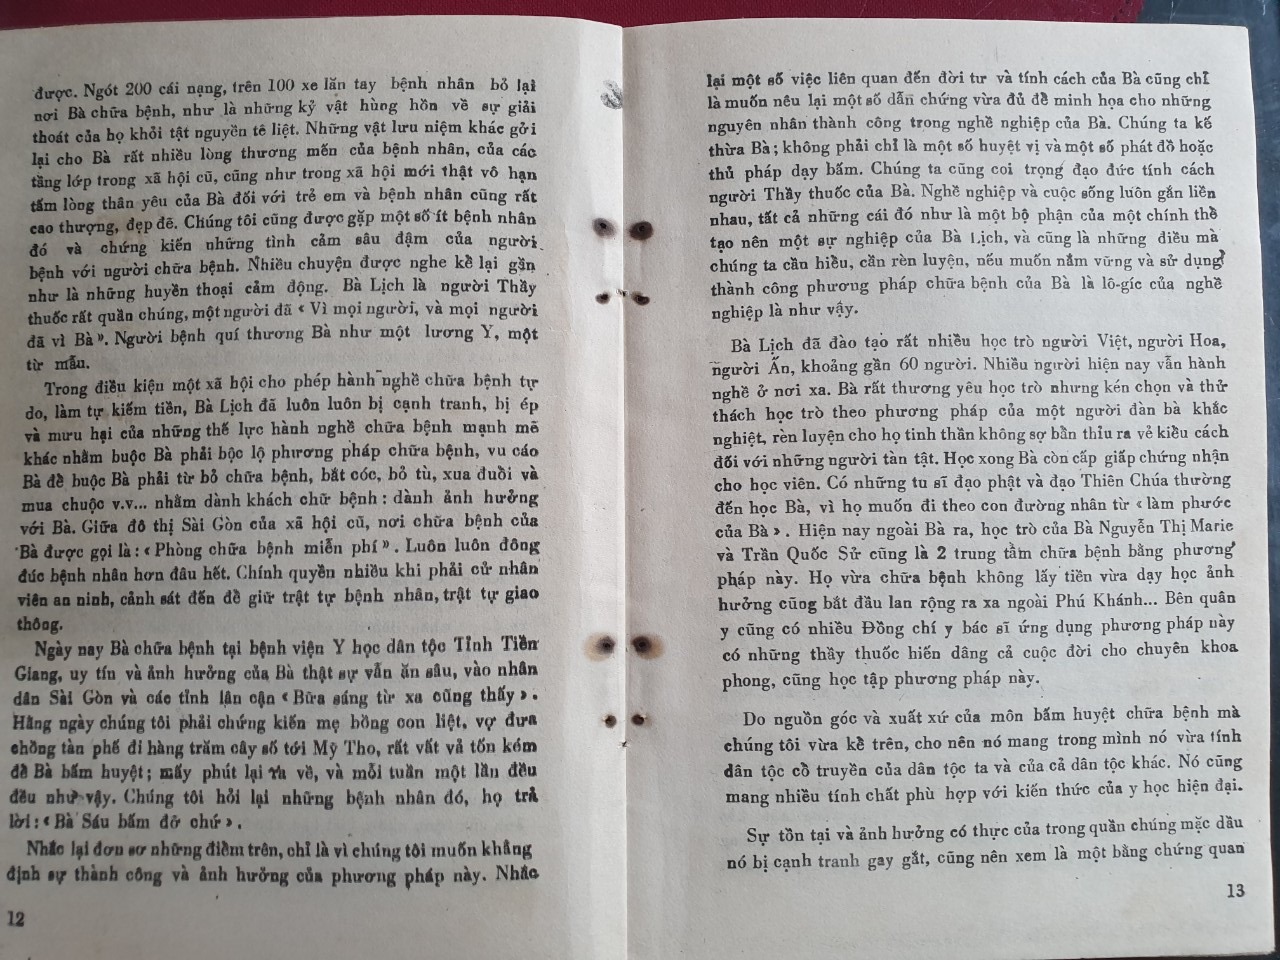 được. Ngót 200 cái nạng, trên 100 xe lăn tay bệnh nhân bỏ lại
nơi Bà chữa bệnh, như là những kỷ vật hùng hồn về sự giải
thoát của họ khỏi tật nguyền tê liệt. Những vật lưu niệm khác gởi
lại cho Bà rất nhiều lòng thương mến của bệnh nhân, của các
tầng lớp trong xã hội cũ, cũng như trong xã hội mới thật vô hạn
tấm lòng thân yêu của Bà đối với trẻ em và bệnh nhân cũng rất
cao thượng, đẹp đẽ. Chúng tôi cũng được gặp một số ít bệnh nhân
đó và chứng kiến những tình cảm sâu đậm của người
bệnh với người chữa bệnh. Nhiều chuyện được nghe kể lại gần
như là những huyền thoại cảm động. Bà Lịch là người Thầy
thuốc rất quần chúng, một người đã « Vì mọi người, và mọi người
đã vì Bà». Người bệnh quí thương Bà như một lương Y, một
từ mẫu.
Trong điều kiện một xã hội cho phép hành nghề chữa bệnh tự
do, làm tự kiếm tiền, Bà Lịch đã luôn luôn bị cạnh tranh, bị ép
và mưu hại của những thế lực hành nghề chữa bệnh mạnh mẽ
khác nhằm buộc Bà phải bộc lộ phương pháp chữa bệnh, vu cáo
Bà để buộc Bà phải từ bỏ chữa bệnh, bắt cóc, bỏ tù, xua đuổi và
mua chuộc v.v... nhằm dành khách chữ bệnh : dành ảnh hưởng
với Bà. Giữa đô thị Sài Gòn của xã hội cũ, nơi chữa bệnh của
Bà được gọi là : « Phòng chữa bệnh miễn phí ». Luôn luôn đông
đúc bệnh nhân hơn đâu hết. Chính quyền nhiều khi phải cử nhân
viên an ninh, cảnh sát đến để giữ trật tự bệnh nhân, trật tự giao
thông.
Ngày nay Bà chữa bệnh tại bệnh viện Y học dân tộc Tỉnh Tiền
Giang, uy tín và ảnh hưởng của Bà thật sự vẫn ăn sâu, vào nhân
dân Sài Gòn và các tỉnh lận cận « Bữa sáng từ xa cũng thấy ».
Hằng ngày chúng tôi phải chứng kiến mẹ bồng con liệt, vợ đưa
chồng tàn phế đi hàng trăm cây số tới Mỹ Tho, rất vất vả tốn kém
để Bà bấm huyệt ; mấy phút lại ra về, và mỗi tuần một lần đều
đều như vậy. Chúng tôi hỏi lại những bệnh nhân đó, họ trả
lời : « Bà Sáu bấm đỡ chứ ».
Nhắc lại đơn sơ những điểm trên, chỉ là vì chúng tôi muốn khẳng
định sự thành công và ảnh hưởng của phương pháp này. Nhắc
12
lại một số việc liên quan đến đời tư và tính cách của Bà cũng chỉ
là muốn nêu lại một số dẫn chứng vừa đủ để minh họa cho những
nguyên nhân thành công trong nghề nghiệp của Bà. Chúng ta kế
thừa Bà ; không phải chỉ là một số huyệt vị và một số phát đồ hoặc
thủ pháp day bấm. Chúng ta cũng coi trọng đạo đức tính cách
người Thầy thuốc của Bà. Nghề nghiệp và cuộc sống luôn gắn liền
nhau, tất cả những cái đó như là một bộ phận của một chính thể
tạo nên một sự nghiệp của Bà Lịch, và cũng là những điều mà
chúng ta cần hiểu, cần rèn luyện, nếu muốn nắm vững và sử dụng
thành công phương pháp chữa bệnh của Bà là lô-gíc của nghề
nghiệp là như vậy.
Bà Lịch đã đào tạo rất nhiều học trò người Việt, người Hoa,
người Ấn, khoảng gần 60 người. Nhiều người hiện nay vẫn hành
nghề ở nơi xa. Bà rất thương yêu học trò nhưng kén chọn và thử
thách học trò theo phương pháp của một người đàn bà khắc
nghiệt, rèn luyện cho họ tinh thần không sợ bẩn thỉu ra vẻ kiểu cách
đối với những người tàn tật. Học xong Bà còn cấp giấp chứng nhận
cho học viên. Có những tu sĩ đạo phật và đạo Thiên Chúa thường
đến học Bà, vì họ muốn đi theo con đường nhân từ « làm phước
của Bà ». Hiện nay ngoài Bà ra, học trò của Bà Nguyễn Thị Marie
và Trần Quốc Sử cũng là 2 trung tầm chữa bệnh bằng phương
pháp này. Họ vừa chữa bệnh không lấy tiền vừa dạy học ảnh
hưởng cũng bắt đầu lan rộng ra xa ngoài Phú Khánh... Bên quân
y cũng có nhiều Đồng chí y bác sĩ ứng dụng phương pháp này
có những thầy thuốc hiến dâng cả cuộc đời cho chuyên khoa
phong, cũng học tập phương pháp này.
Do nguồn gốc và xuất xứ của môn bấm huyệt chữa bệnh mà
chúng tôi vừa kể trên, cho nên nó mang trong mình nó vừa tính
dân tộc cổ truyền của dân tộc ta và của cả dân tộc khác. Nó cũng
mang nhiều tính chất phù hợp với kiến thức của y học hiện đại.
Sự tồn tại và ảnh hưởng có thực của trong quần chúng mặc dầu
nó bị cạnh tranh gay gắt, cũng nên xem là một bằng chứng quan
13